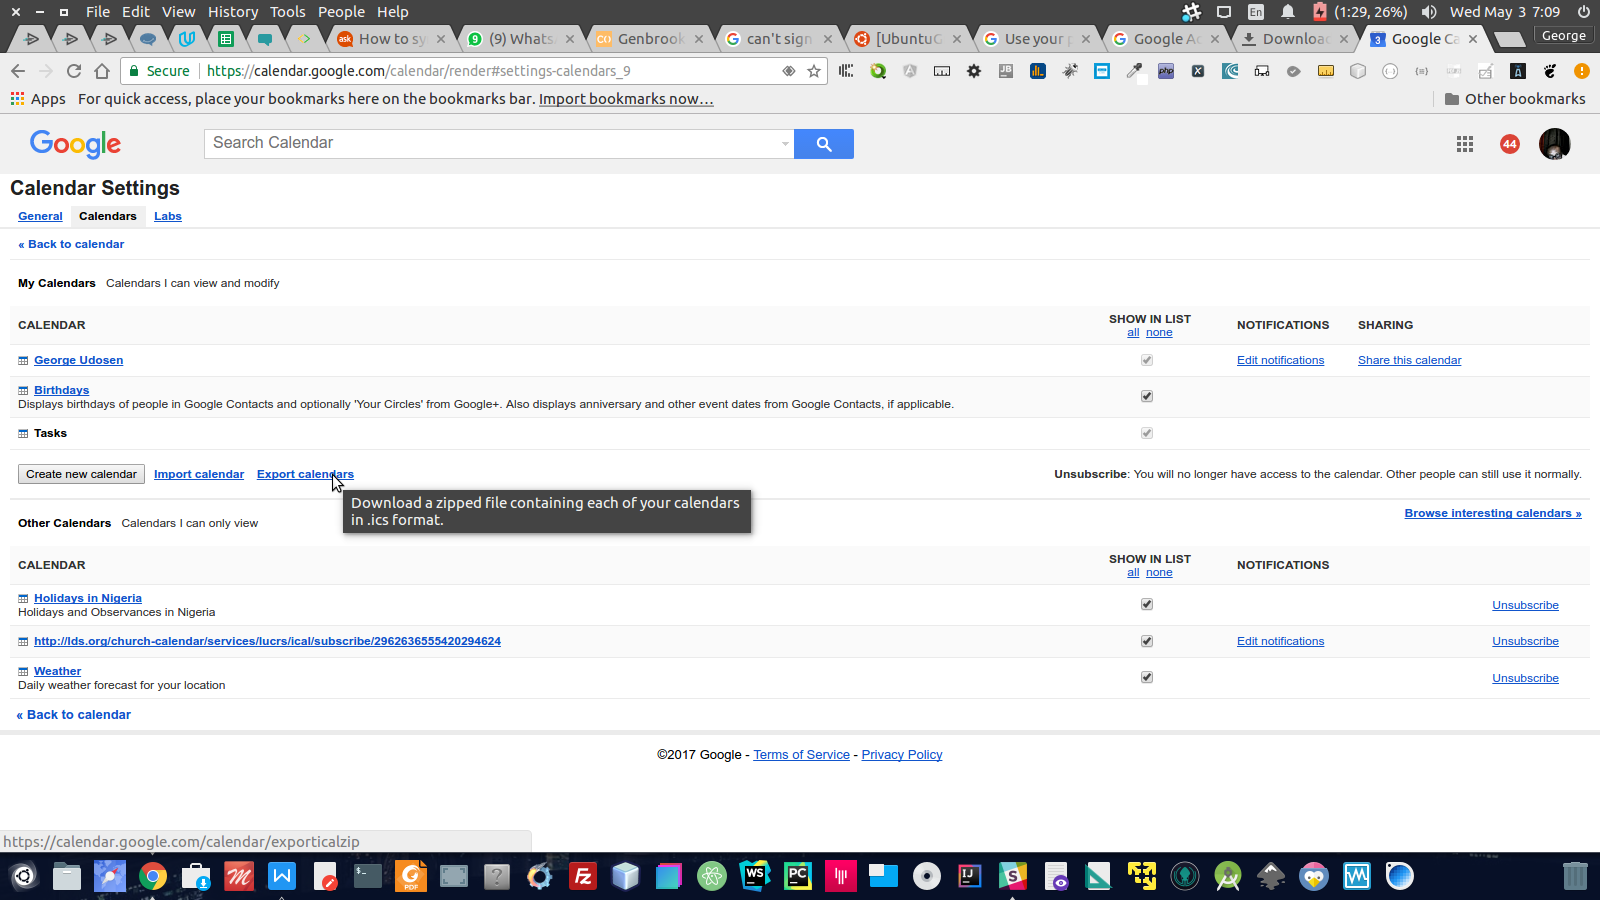 File Edit View History Tools People Help
En
(1:29, 26%)
Wed May 3 7:09
How to sy
(9) Whats
Genbrook
can't sign
[UbuntuG
Use your p
Google Ac
Download
Google Ca
George
Secure
https://calendar.google.com/calendar/render#settings-calendars_9
Apps For quick access, place your bookmarks here on the bookmarks bar. Import bookmarks now…
Other bookmarks
Google
Search Calendar
44
Calendar Settings
General Calendars Labs
« Back to calendar
My Calendars Calendars I can view and modify
CALENDAR
SHOW IN LIST
all none
NOTIFICATIONS
SHARING
George Udosen
Edit notifications
Share this calendar
Birthdays
Displays birthdays of people in Google Contacts and optionally 'Your Circles' from Google+. Also displays anniversary and other event dates from Google Contacts, if applicable.
Tasks
Create new calendar Import calendar Export calendars
Unsubscribe: You will no longer have access to the calendar. Other people can still use it normally.
Download a zipped file containing each of your calendars
in .ics format.
Other Calendars Calendars I can only view
Browse interesting calendars »
CALENDAR
SHOW IN LIST
all none
NOTIFICATIONS
Holidays in Nigeria
Holidays and Observances in Nigeria
Unsubscribe
http://lds.org/church-calendar/services/lucrs/ical/subscribe/2962636555420294624
Edit notifications
Unsubscribe
Weather
Daily weather forecast for your location
Unsubscribe
« Back to calendar
©2017 Google - Terms of Service - Privacy Policy
https://calendar.google.com/calendar/exporticalzip